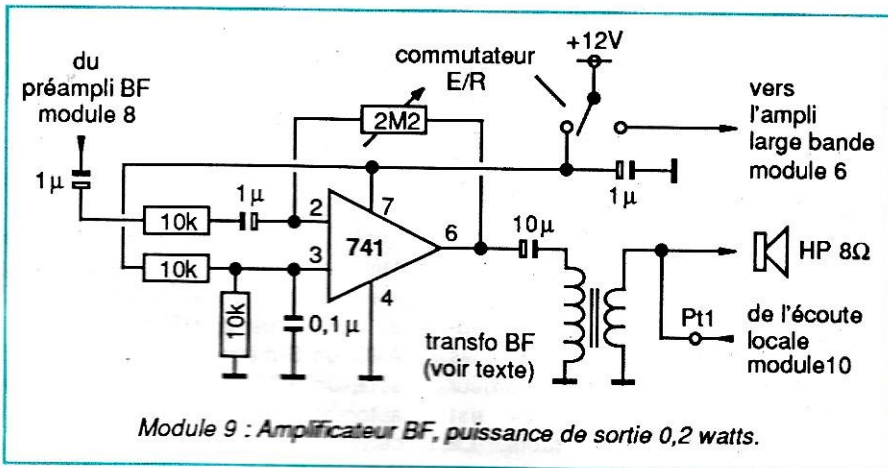 du
préampli BF
module 8
1µ
10k
1µ
10k
10k
0,1µ
2M2
2
3
741
7
6
4
commutateur
E/R
+12V
1µ
vers
l'ampli
large bande
module 6
10µ
transfo BF
(voir texte)
HP 8Ω
Pt1
de l'écoute
locale
module10
Module 9 : Amplificateur BF, puissance de sortie 0,2 watts.